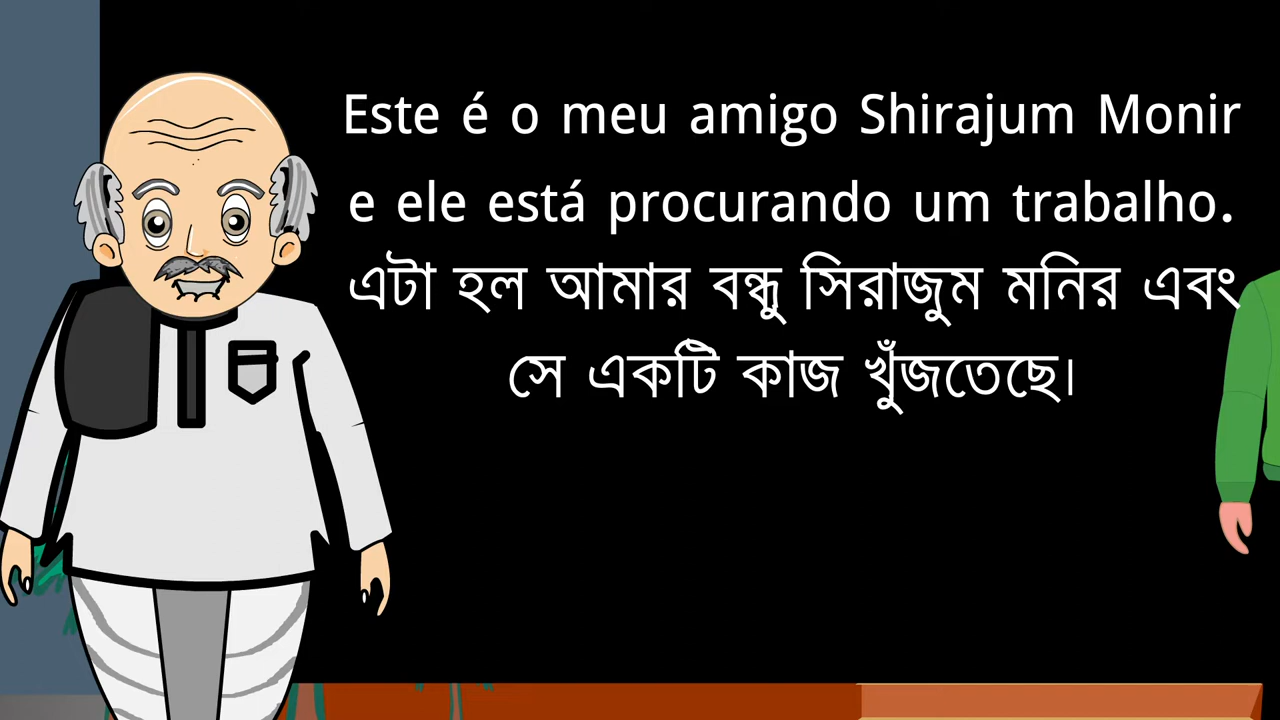 Este é o meu amigo Shirajum Monir
e ele está procurando um trabalho.
এটা হল আমার বন্ধু সিরাজুম মনির এবং
সে একটি কাজ খুঁজতেছে।